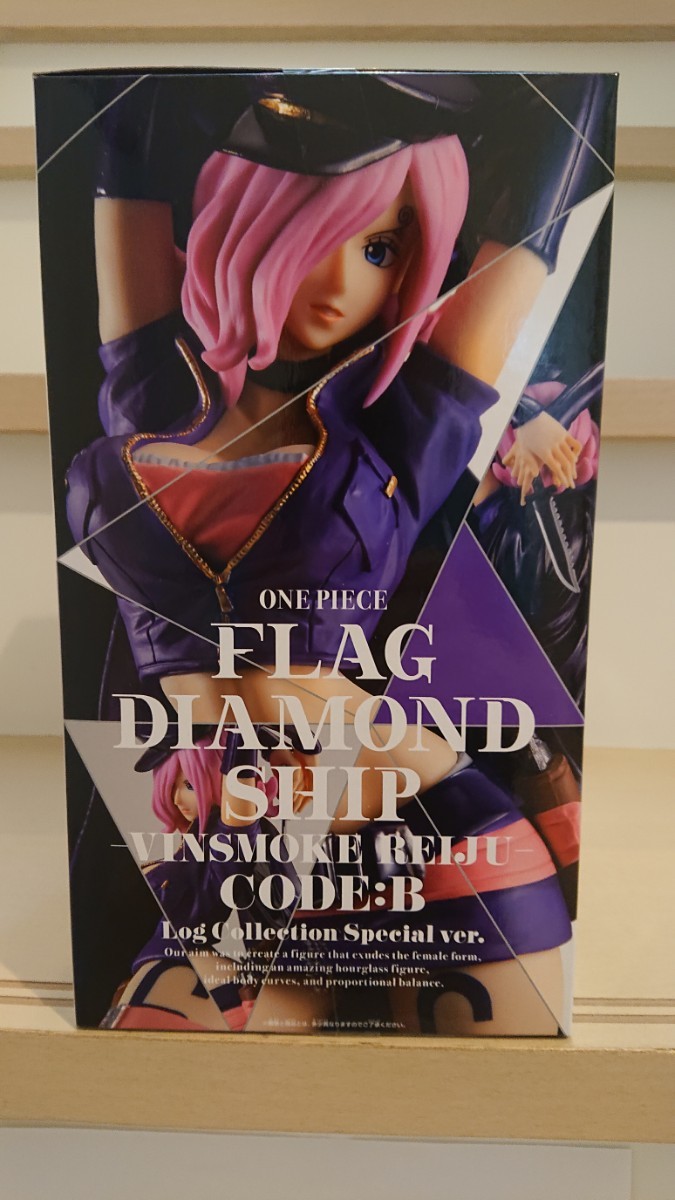 ONE PIECE
FLAG
DIAMOND
SHIP
-VINSMOKE REIJU-
CODE:B
Log Collection Special ver.
Our aim was to create a figure that exudes the female form,
including an amazing hourglass figure,
ideal body curves, and proportional balance.